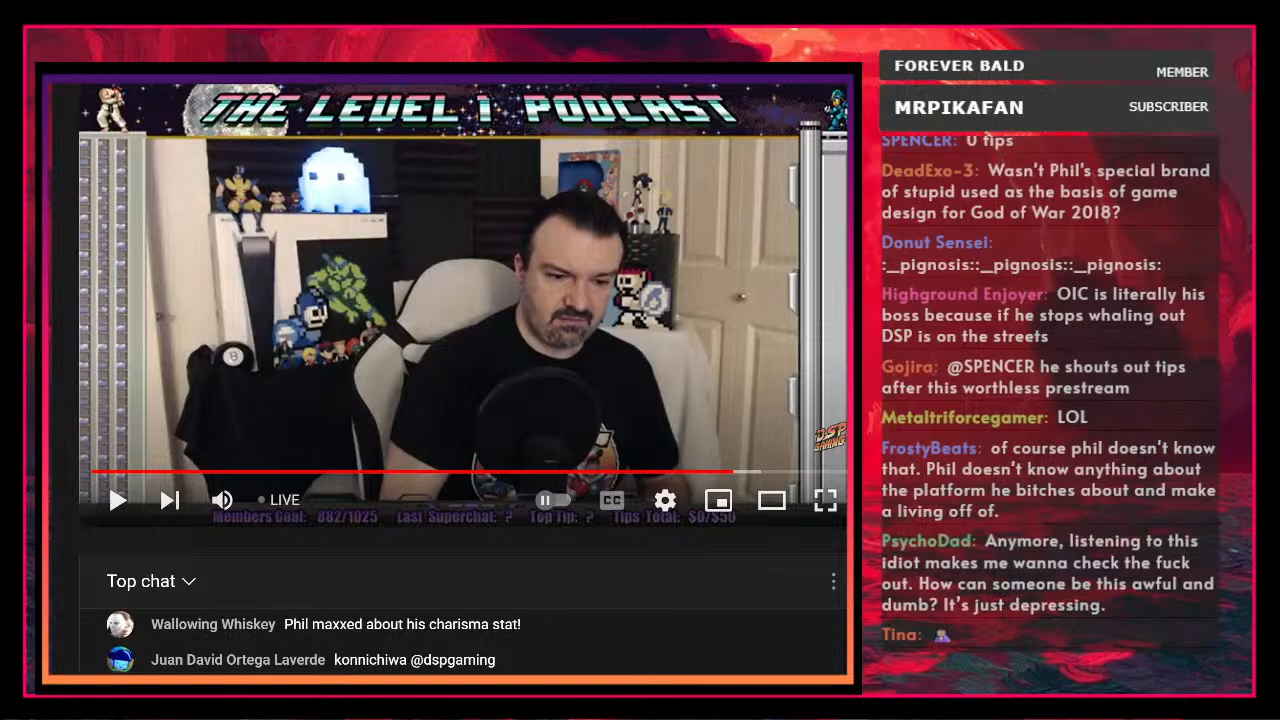 THE LEVEL 1 PODCAST
DSP
GAMING
LIVE
CC
Members Goal: 882/1025 Last Superchat: ? Top Tip: ? Tips Total: $0/$50
Top chat
Wallowing Whiskey Phil maxxed about his charisma stat!
Juan David Ortega Laverde konnichiwa @dspgaming
FOREVER BALD MEMBER
MRPIKAFAN SUBSCRIBER
SPENCER: 0 tips
DeadExo-3: Wasn't Phil's special brand
of stupid used as the basis of game
design for God of War 2018?
Donut Sensei:
:_pignosis::_pignosis::_pignosis:
Highground Enjoyer: OIC is literally his
boss because if he stops whaling out
DSP is on the streets
Gojira: @SPENCER he shouts out tips
after this worthless prestream
Metaltriforcegamer: LOL
FrostyBeats: of course phil doesn't know
that. Phil doesn't know anything about
the platform he bitches about and make
a living off of.
PsychoDad: Anymore, listening to this
idiot makes me wanna check the fuck
out. How can someone be this awful and
dumb? It's just depressing.
Tina: